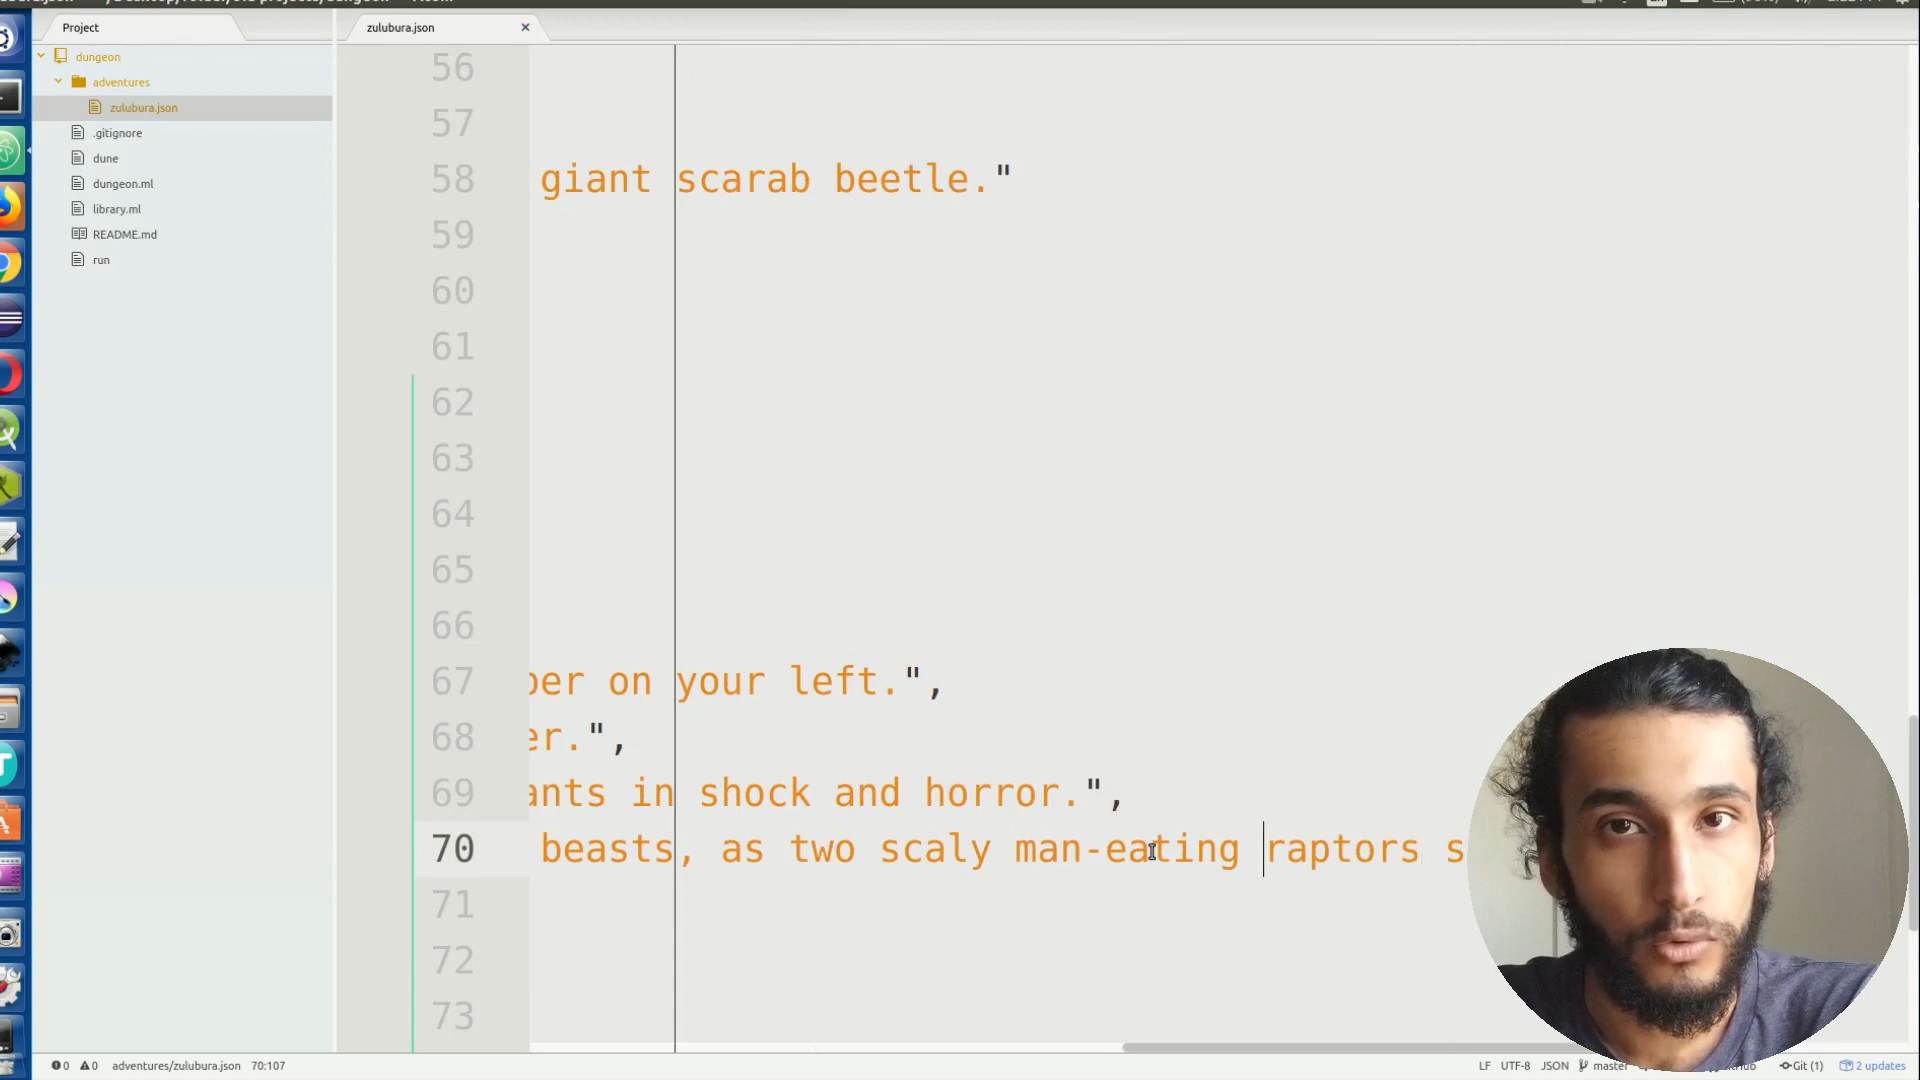 Project
zulubura.json
dungeon
adventures
zulubura.json
.gitignore
dune
dungeon.ml
library.ml
README.md
run
56
57
58 giant scarab beetle."
59
60
61
62
63
64
65
66
67 ber on your left.",
68 er.",
69 ants in shock and horror.",
70 beasts, as two scaly man-eating raptors s
71
72
73
0 0 adventures/zulubura.json 70:107
LF UTF-8 JSON master Git (1) 2 updates